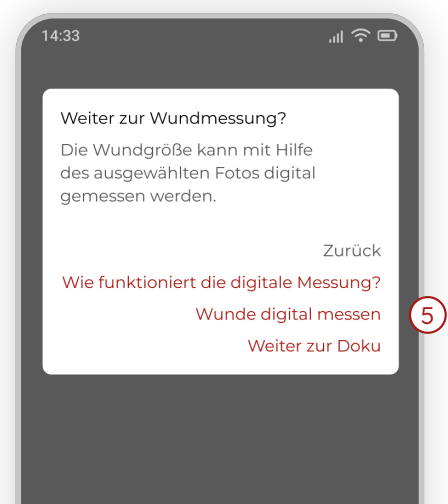 14:33
Weiter zur Wundmessung?
Die Wundgröße kann mit Hilfe
des ausgewählten Fotos digital
gemessen werden.
Zurück
Wie funktioniert die digitale Messung?
Wunde digital messen
5
Weiter zur Doku